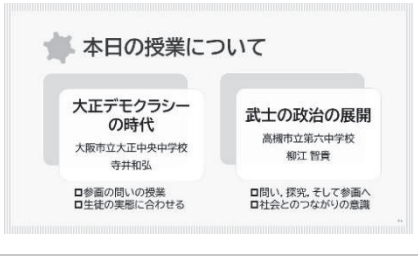 本日の授業について
大正デモクラシー
の時代
大阪市立大正中央中学校
寺井和弘
□参画の問いの授業
□生徒の実態に合わせる
武士の政治の展開
高槻市立第六中学校
柳江 智貴
□問い，探究，そして参画へ
□社会とのつながりの意識